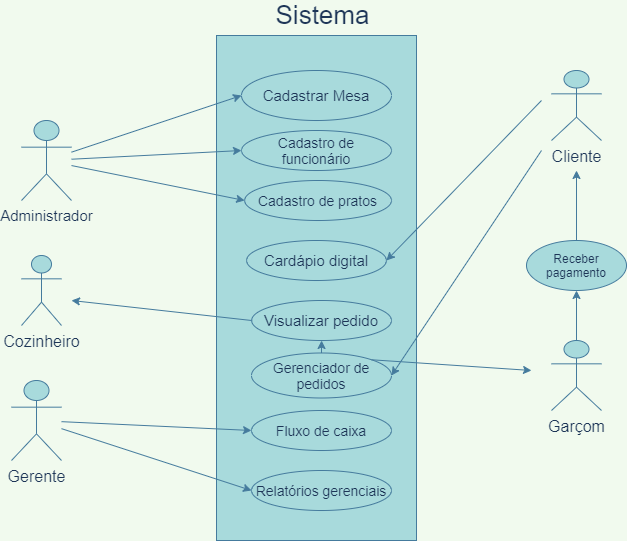 Sistema
Cadastrar Mesa
Cadastro de
funcionário
Cadastro de pratos
Cardápio digital
Visualizar pedido
Gerenciador de
pedidos
Fluxo de caixa
Relatórios gerenciais
Administrador
Cozinheiro
Gerente
Cliente
Receber
pagamento
Garçom